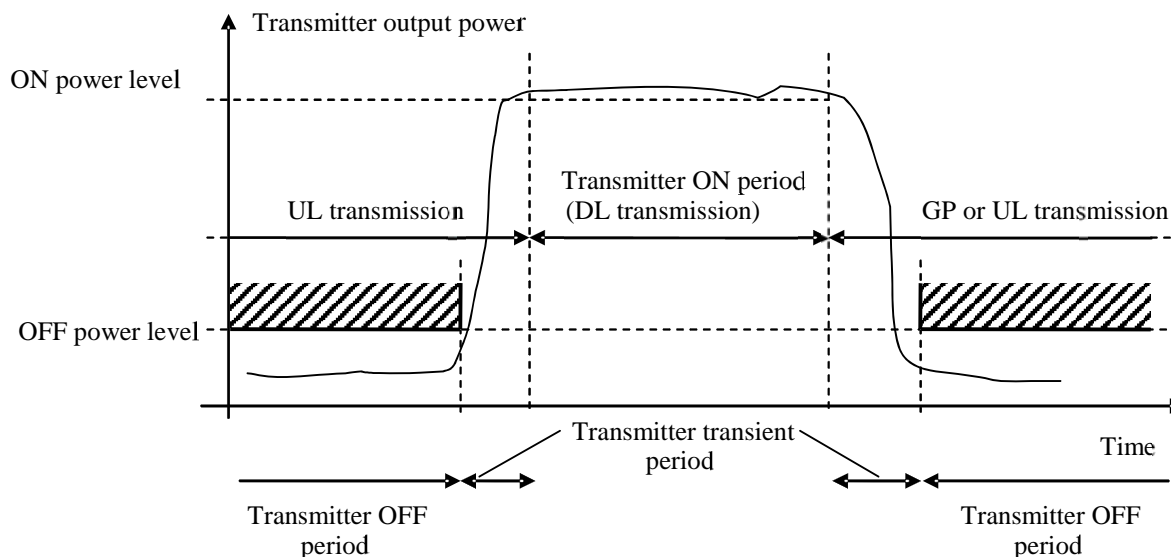 Transmitter output power
ON power level
Transmitter ON period
(DL transmission)
UL transmission
GP or UL transmission
OFF power level
Transmitter transient
period
Time
Transmitter OFF
period
Transmitter OFF
period